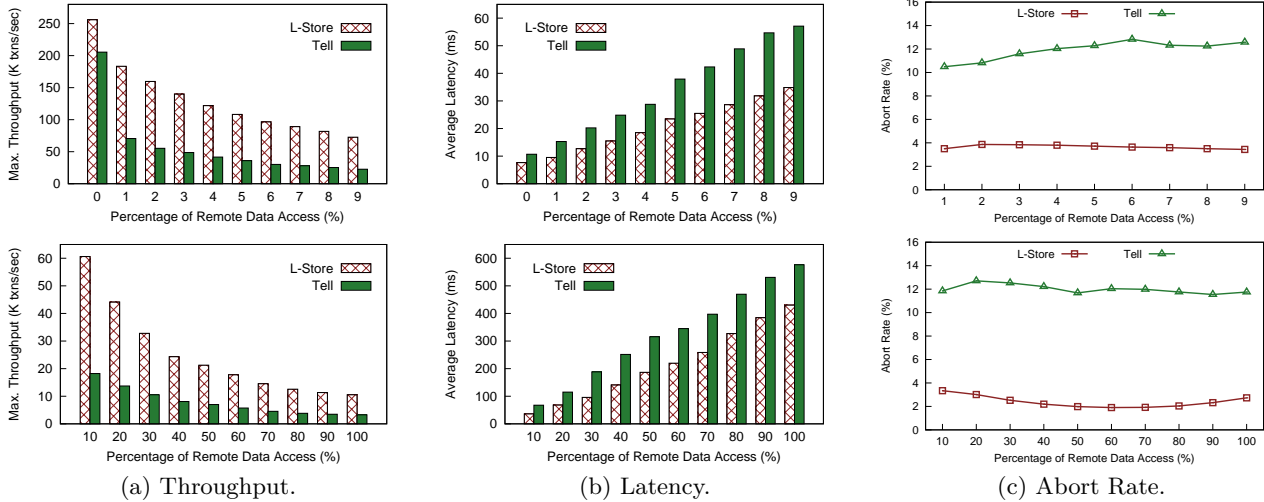 Max. Throughput (K txns/sec)
250
200
150
100
50
0
L-Store
Tell
0 1 2 3 4 5 6 7 8 9
Percentage of Remote Data Access (%)
Average Latency (ms)
60
50
40
30
20
10
0
L-Store
Tell
0 1 2 3 4 5 6 7 8 9
Percentage of Remote Data Access (%)
Abort Rate (%)
16
14
12
10
8
6
4
2
0
L-Store Tell
1 2 3 4 5 6 7 8 9
Percentage of Remote Data Access (%)
Max. Throughput (K txns/sec)
60
50
40
30
20
10
0
L-Store
Tell
10 20 30 40 50 60 70 80 90 100
Percentage of Remote Data Access (%)
Average Latency (ms)
600
500
400
300
200
100
0
L-Store
Tell
10 20 30 40 50 60 70 80 90 100
Percentage of Remote Data Access (%)
Abort Rate (%)
16
14
12
10
8
6
4
2
0
L-Store Tell
10 20 30 40 50 60 70 80 90 100
Percentage of Remote Data Access (%)
(a) Throughput.
(b) Latency.
(c) Abort Rate.